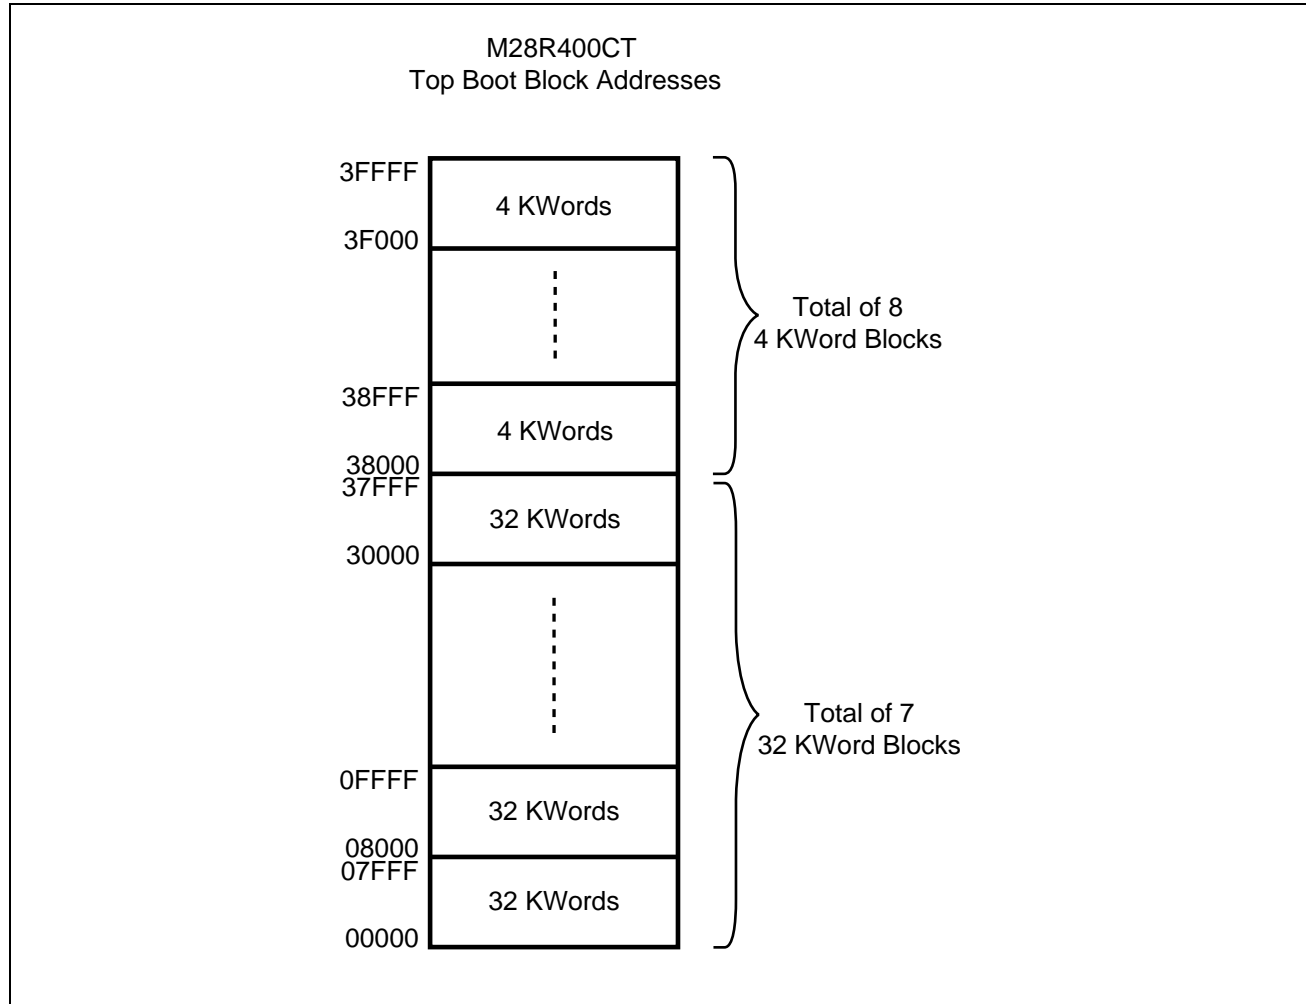 M28R400CT
Top Boot Block Addresses
3FFFF
4 KWords
3F000
Total of 8
4 KWord Blocks
38FFF
4 KWords
38000
37FFF
32 KWords
30000
Total of 7
32 KWord Blocks
0FFFF
32 KWords
08000
07FFF
32 KWords
00000